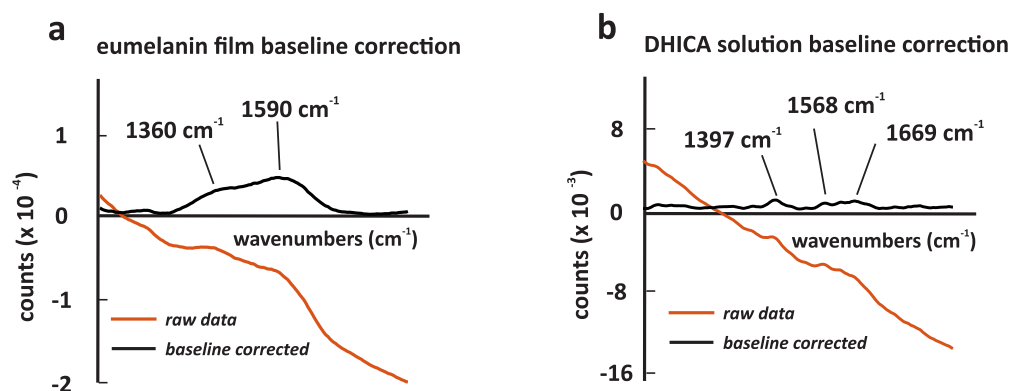 a
eumelanin film baseline correction
1590 cm⁻¹
1360 cm⁻¹
1
0
-1
-2
counts (x 10⁻⁴)
wavenumbers (cm⁻¹)
raw data
baseline corrected
b
DHICA solution baseline correction
1568 cm⁻¹
1397 cm⁻¹
1669 cm⁻¹
8
0
-8
-16
counts (x 10⁻³)
wavenumbers (cm⁻¹)
raw data
baseline corrected